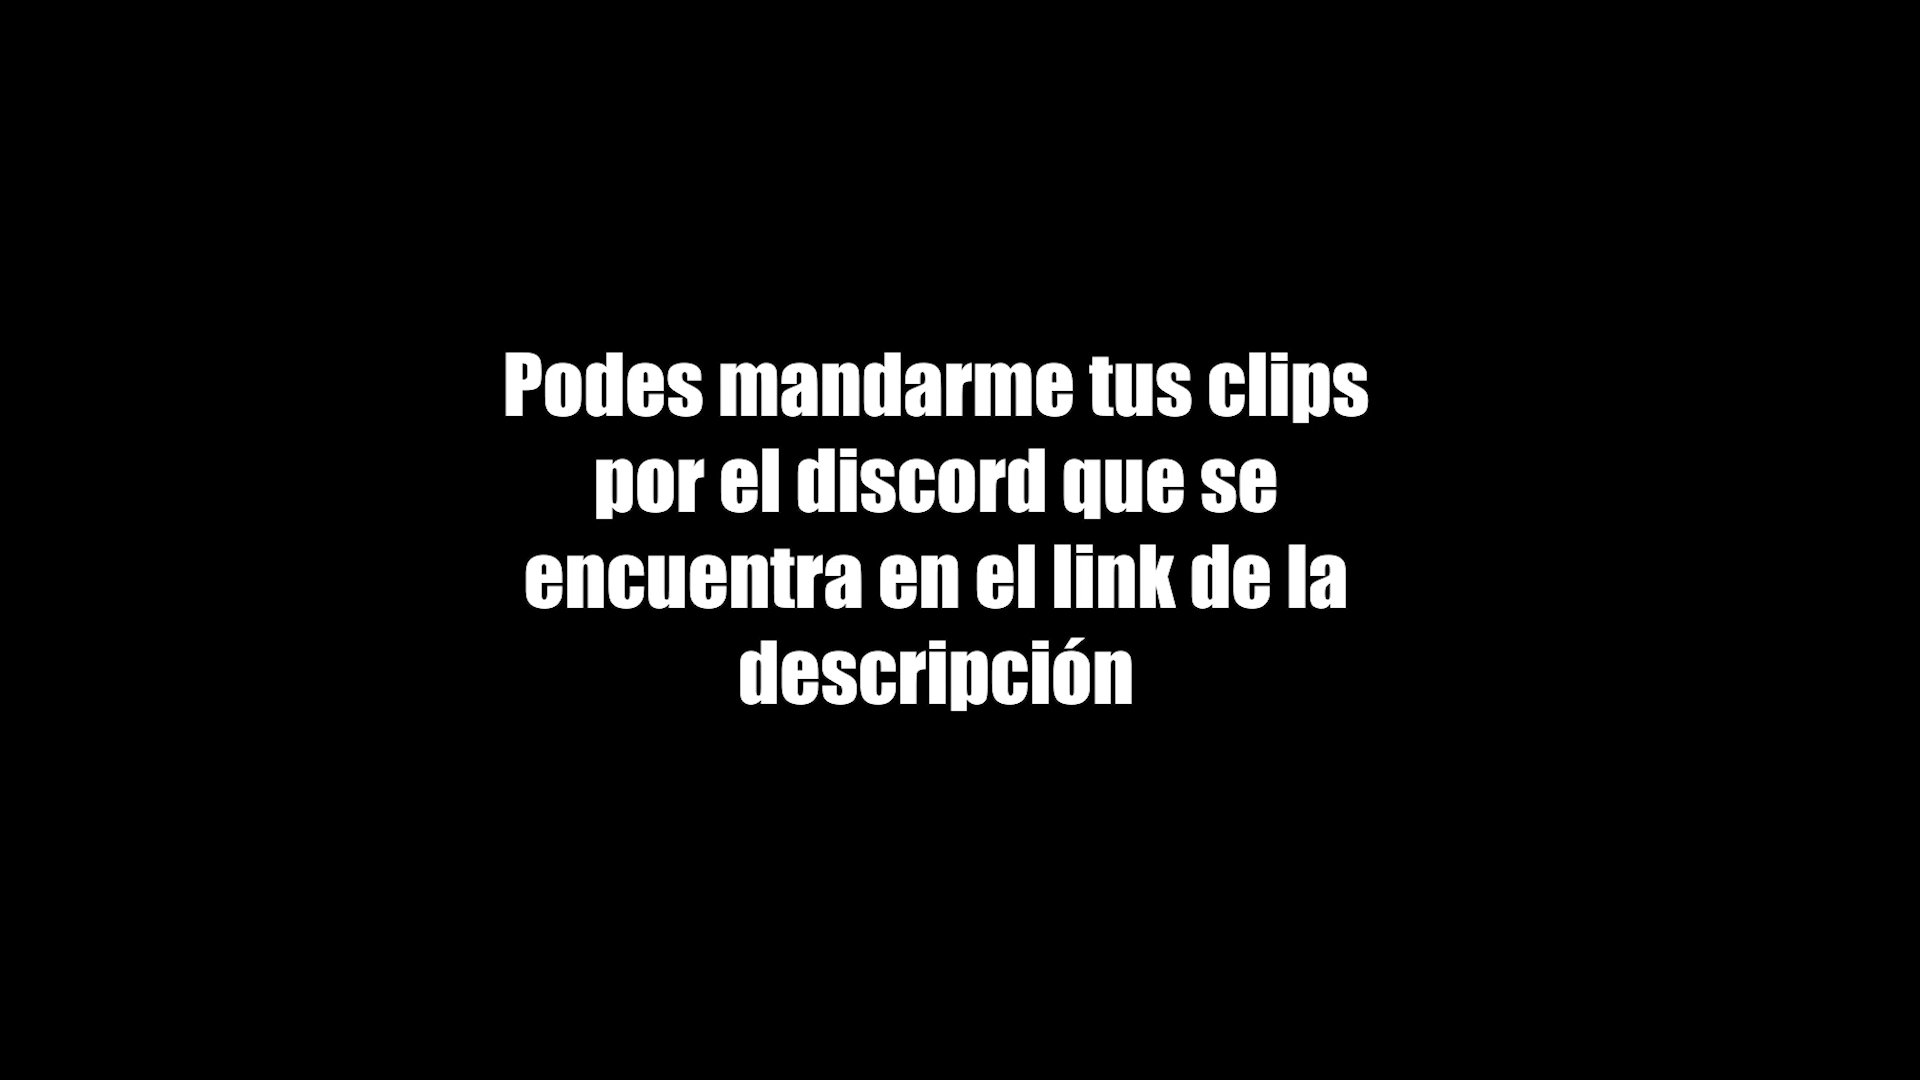 Podes mandarme tus clips
por el discord que se
encuentra en el link de la
descripción